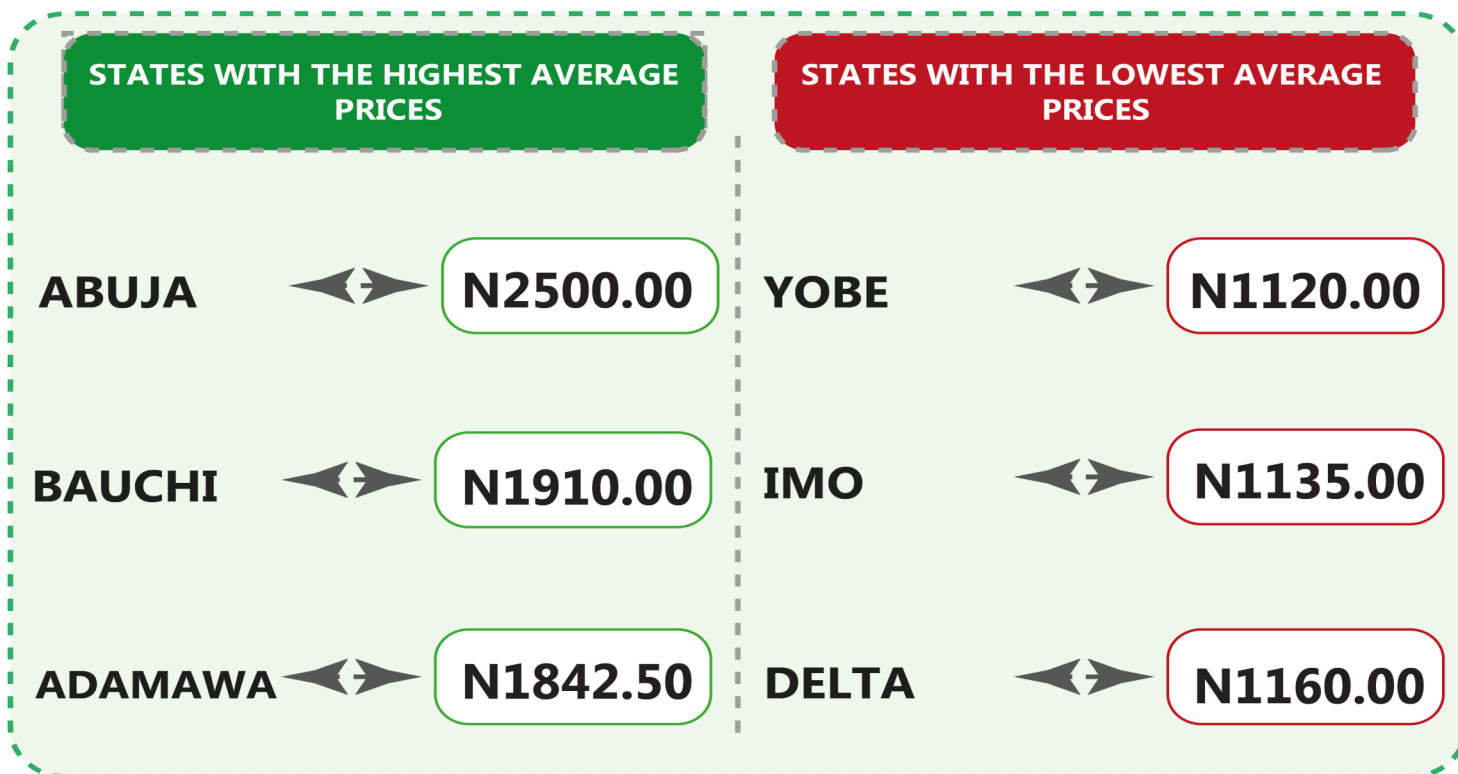 STATES WITH THE HIGHEST AVERAGE
PRICES
ABUJA N2500.00
BAUCHI N1910.00
ADAMAWA N1842.50
STATES WITH THE LOWEST AVERAGE
PRICES
YOBE N1120.00
IMO N1135.00
DELTA N1160.00